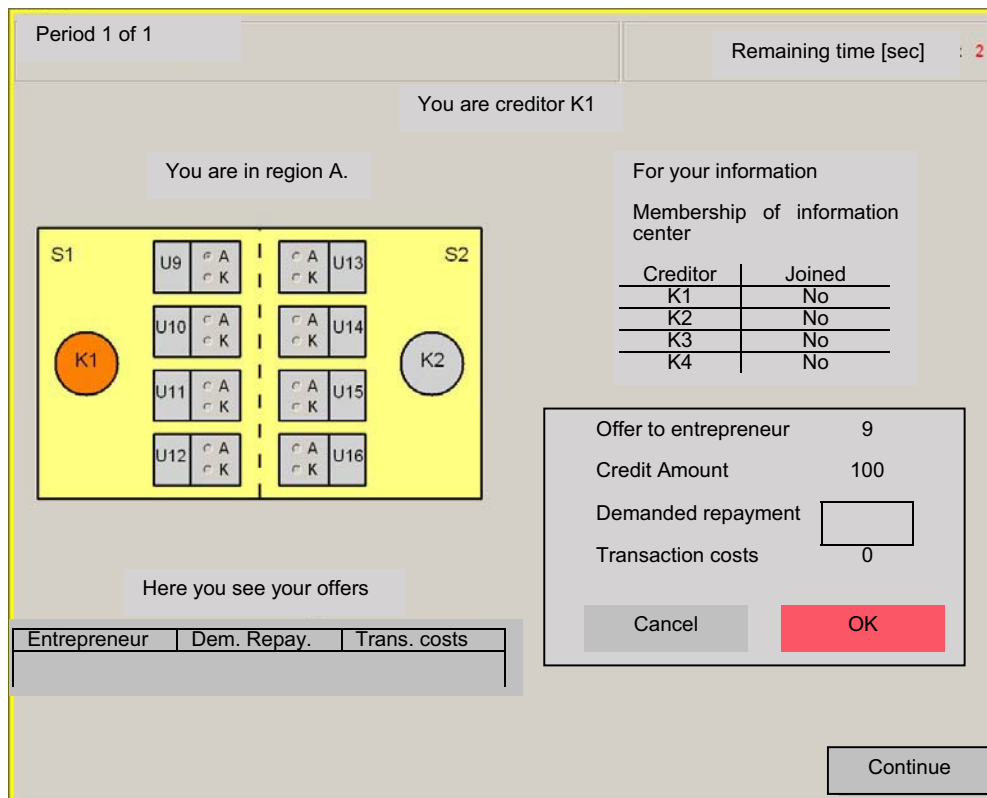 Period 1 of 1
Remaining time [sec] : 2
You are creditor K1
You are in region A.
S1
S2
U9 A K
A K U13
U10 A K
A K U14
K1
K2
U11 A K
A K U15
U12 A K
A K U16
For your information
Membership of information
center
Creditor Joined
K1 No
K2 No
K3 No
K4 No
Offer to entrepreneur 9
Credit Amount 100
Demanded repayment
Transaction costs 0
Cancel OK
Here you see your offers
Entrepreneur Dem. Repay. Trans. costs
Continue